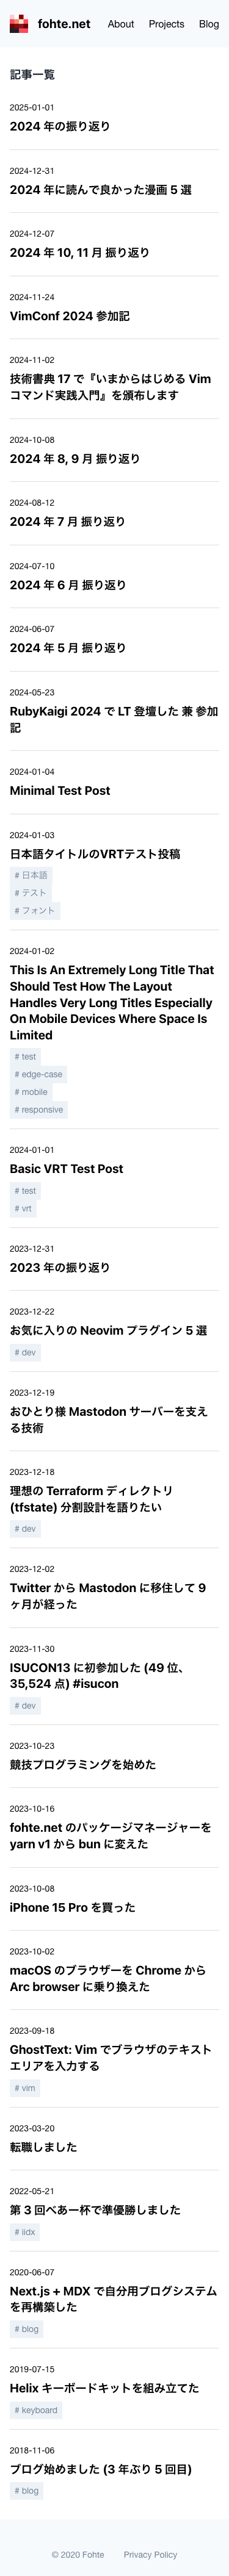 fohte.net About Projects Blog
記事一覧
2025-01-01
2024 年の振り返り
2024-12-31
2024 年に読んで良かった漫画 5 選
2024-12-07
2024 年 10, 11 月 振り返り
2024-11-24
VimConf 2024 参加記
2024-11-02
技術書典 17 で『いまからはじめる Vim
コマンド実践入門』を頒布します
2024-10-08
2024 年 8, 9 月 振り返り
2024-08-12
2024 年 7 月 振り返り
2024-07-10
2024 年 6 月 振り返り
2024-06-07
2024 年 5 月 振り返り
2024-05-23
RubyKaigi 2024 で LT 登壇した 兼 参加
記
2024-01-04
Minimal Test Post
2024-01-03
日本語タイトルのVRTテスト投稿
# 日本語
# テスト
# フォント
2024-01-02
This Is An Extremely Long Title That
Should Test How The Layout
Handles Very Long Titles Especially
On Mobile Devices Where Space Is
Limited
# test
# edge-case
# mobile
# responsive
2024-01-01
Basic VRT Test Post
# test
# vrt
2023-12-31
2023 年の振り返り
2023-12-22
お気に入りの Neovim プラグイン 5 選
# dev
2023-12-19
おひとり様 Mastodon サーバーを支え
る技術
2023-12-18
理想の Terraform ディレクトリ
(tfstate) 分割設計を語りたい
# dev
2023-12-02
Twitter から Mastodon に移住して 9
ヶ月が経った
2023-11-30
ISUCON13 に初参加した (49 位、
35,524 点) #isucon
# dev
2023-10-23
競技プログラミングを始めた
2023-10-16
fohte.net のパッケージマネージャーを
yarn v1 から bun に変えた
2023-10-08
iPhone 15 Pro を買った
2023-10-02
macOS のブラウザーを Chrome から
Arc browser に乗り換えた
2023-09-18
GhostText: Vim でブラウザのテキスト
エリアを入力する
# vim
2023-03-20
転職しました
2022-05-21
第 3 回べあー杯で準優勝しました
# iidx
2020-06-07
Next.js + MDX で自分用ブログシステム
を再構築した
# blog
2019-07-15
Helix キーボードキットを組み立てた
# keyboard
2018-11-06
ブログ始めました (3 年ぶり 5 回目)
# blog
© 2020 Fohte Privacy Policy